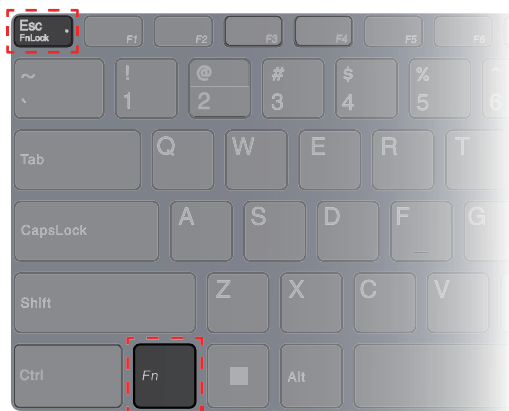 Esc
FnLock
F1
F2
F3
F4
F5
F6
~
`
!
1
@
2
#
3
$
4
%
5
^
6
Tab
Q
W
E
R
T
CapsLock
A
S
D
F
G
Shift
Z
X
C
V
Ctrl
Fn
Alt